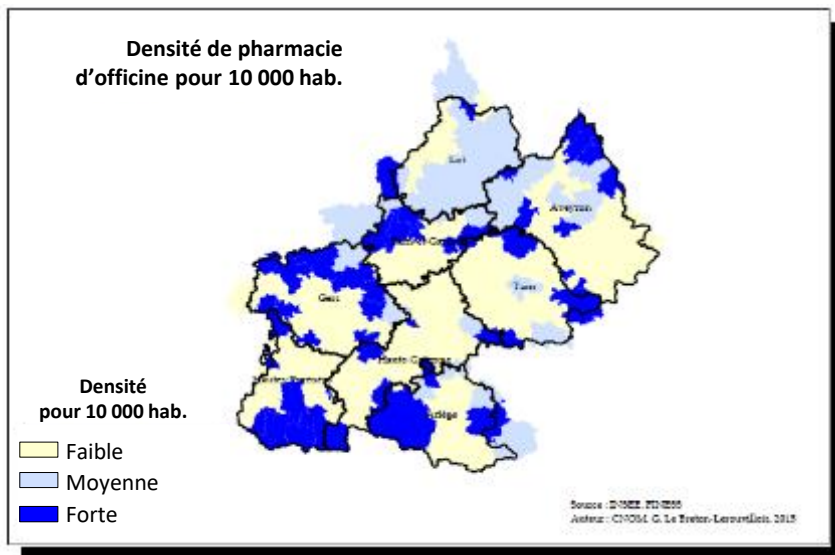 Densité de pharmacie
d’officine pour 10 000 hab.
Lot
Aveyron
Tarn
Gers
Haute-Garonne
Ariège
Densité
pour 10 000 hab.
Faible
Moyenne
Forte
Source : INSEE, FINESS
Auteur : CNOM, G. Le Breton-Lerouvillois, 2015